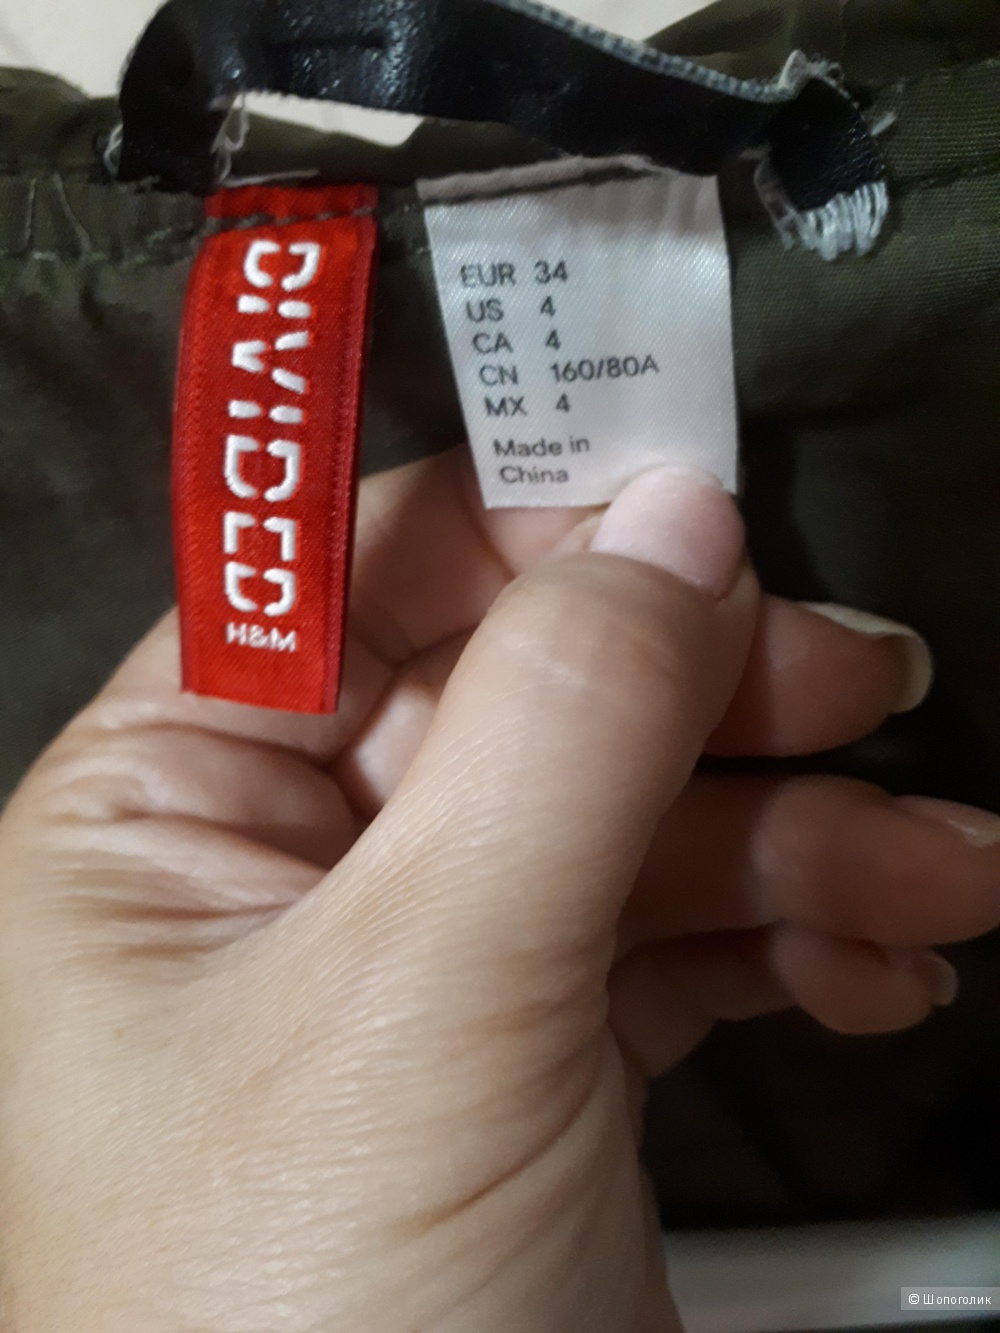 DIVIDED
H&M
EUR 34
US 4
CA 4
CN 160/80A
MX 4
Made in
China
© Шопоголик